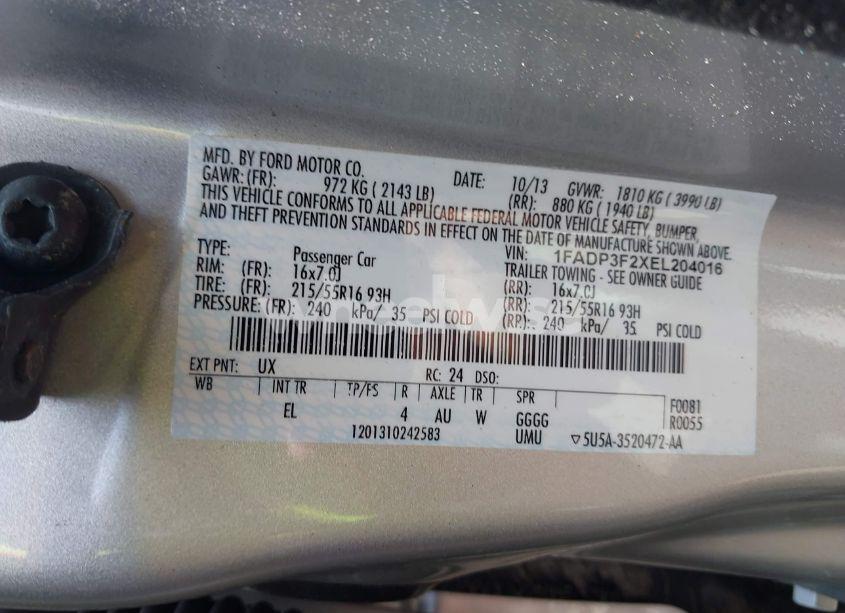 MFD. BY FORD MOTOR CO. DATE: 10/13 GVWR: 1810 KG (3990 LB)
GAWR:(FR): 972 KG (2143 LB) (RR): 880 KG (1940 LB)
THIS VEHICLE CONFORMS TO ALL APPLICABLE FEDERAL MOTOR VEHICLE SAFETY, BUMPER,
AND THEFT PREVENTION STANDARDS IN EFFECT ON THE DATE OF MANUFACTURE SHOWN ABOVE.
VIN: 1FADP3F2XEL204016
TYPE: Passenger Car TRAILER TOWING - SEE OWNER GUIDE
RIM: (FR): 16x7.0J (RR): 16x7.0J
TIRE: (FR): 215/55R16 93H (RR): 215/55R16 93H
PRESSURE: (FR): 240 kPa/ 35 PSI COLD (RR): 240 kPa/ 35 PSI COLD
EXT PNT: UX RC: 24 DSO:
WB INT TR TP/PS R AXLE TR SPR F0081
EL 4 AU W GGGG R0055
1201310242583 UMU ▽5U5A-3520472-AA